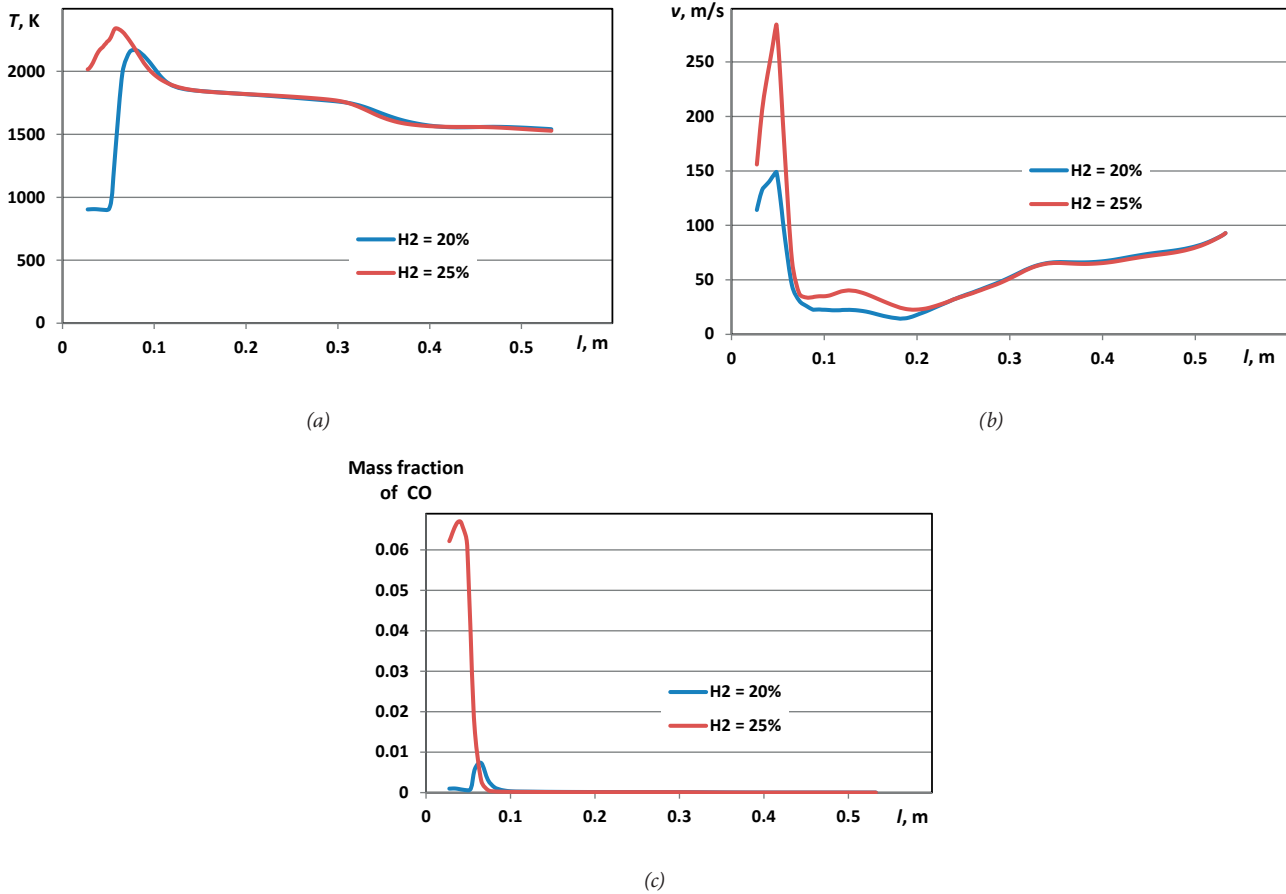 T, K
2000
1500
1000
500
0
0
0.1
0.2
0.3
0.4
0.5
l, m
H2 = 20%
H2 = 25%
(a)
v, m/s
250
200
150
100
50
0
0
0.1
0.2
0.3
0.4
0.5
l, m
H2 = 20%
H2 = 25%
(b)
Mass fraction
of CO
0.06
0.05
0.04
0.03
0.02
0.01
0
0
0.1
0.2
0.3
0.4
0.5
l, m
H2 = 20%
H2 = 25%
(c)